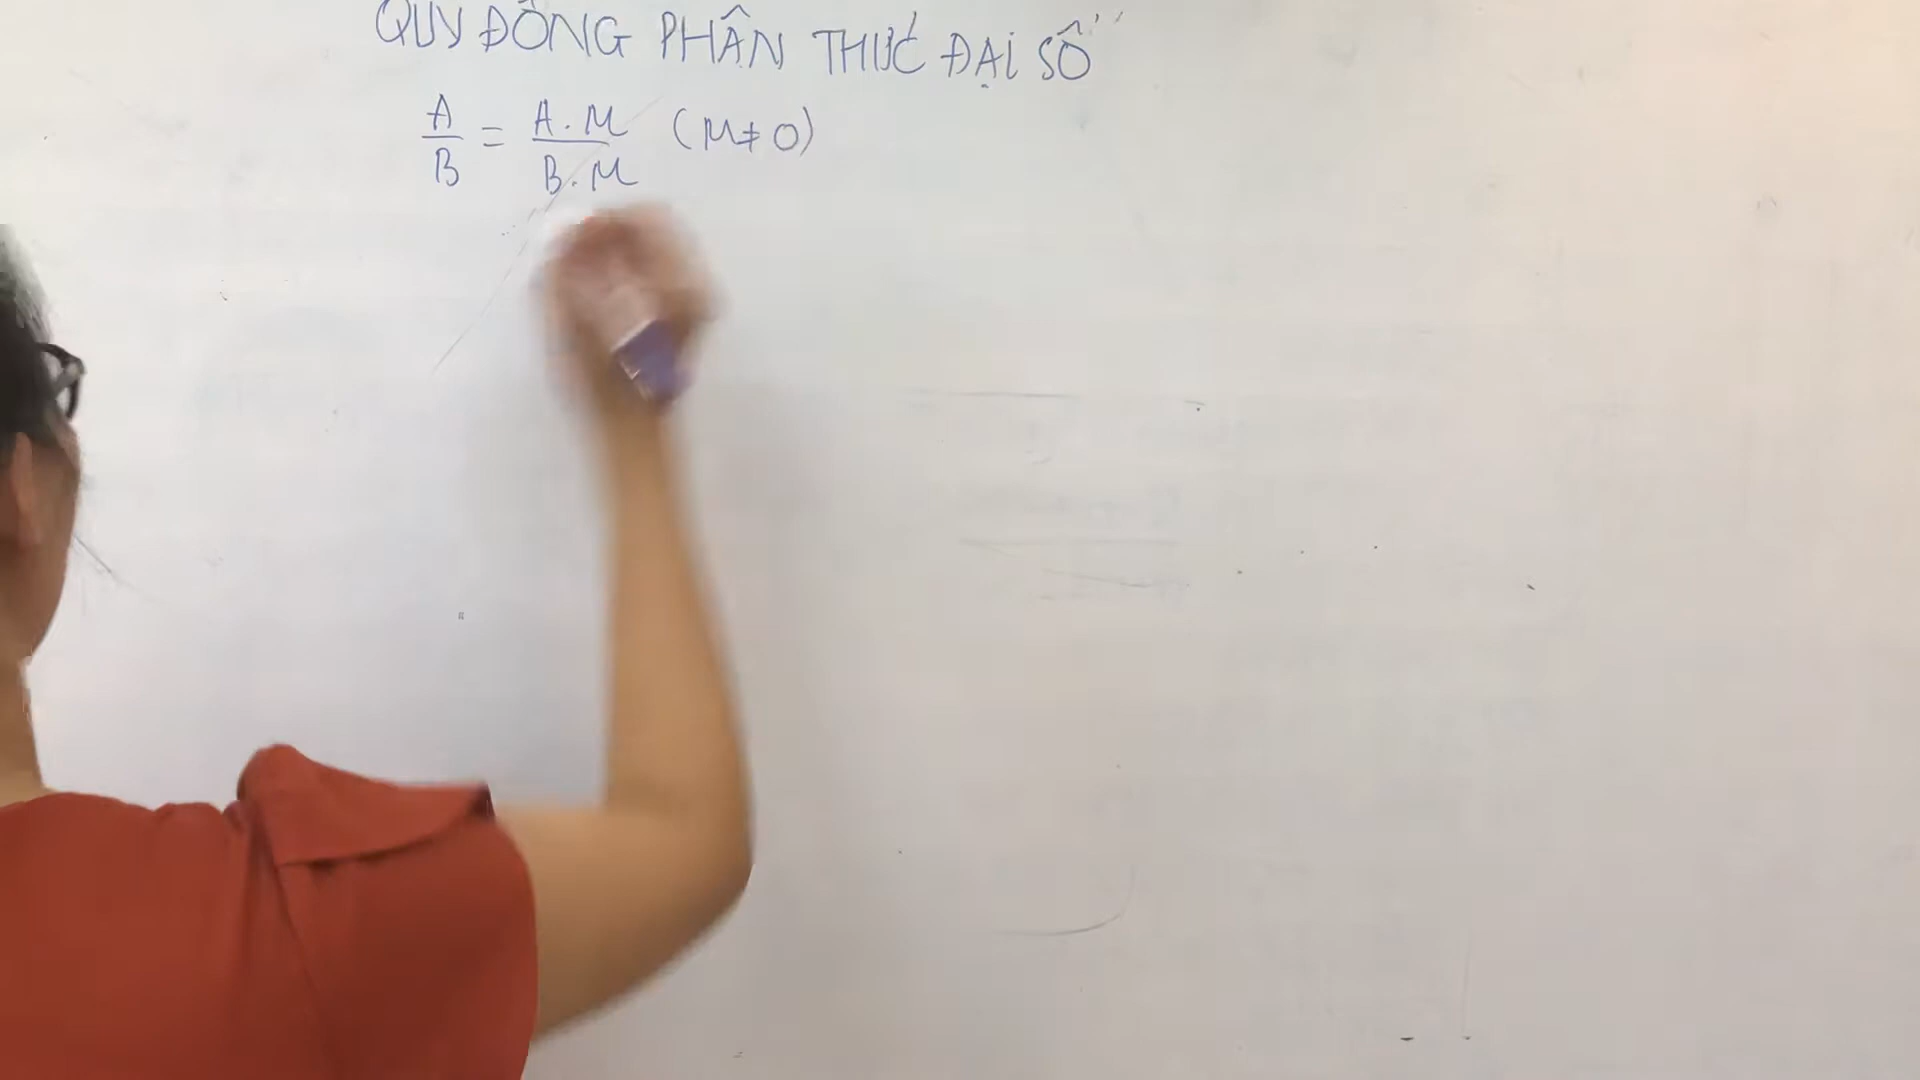 QUY ĐỒNG PHÂN THỨC ĐẠI SỐ"
A/B = A.M/B.M (M≠0)